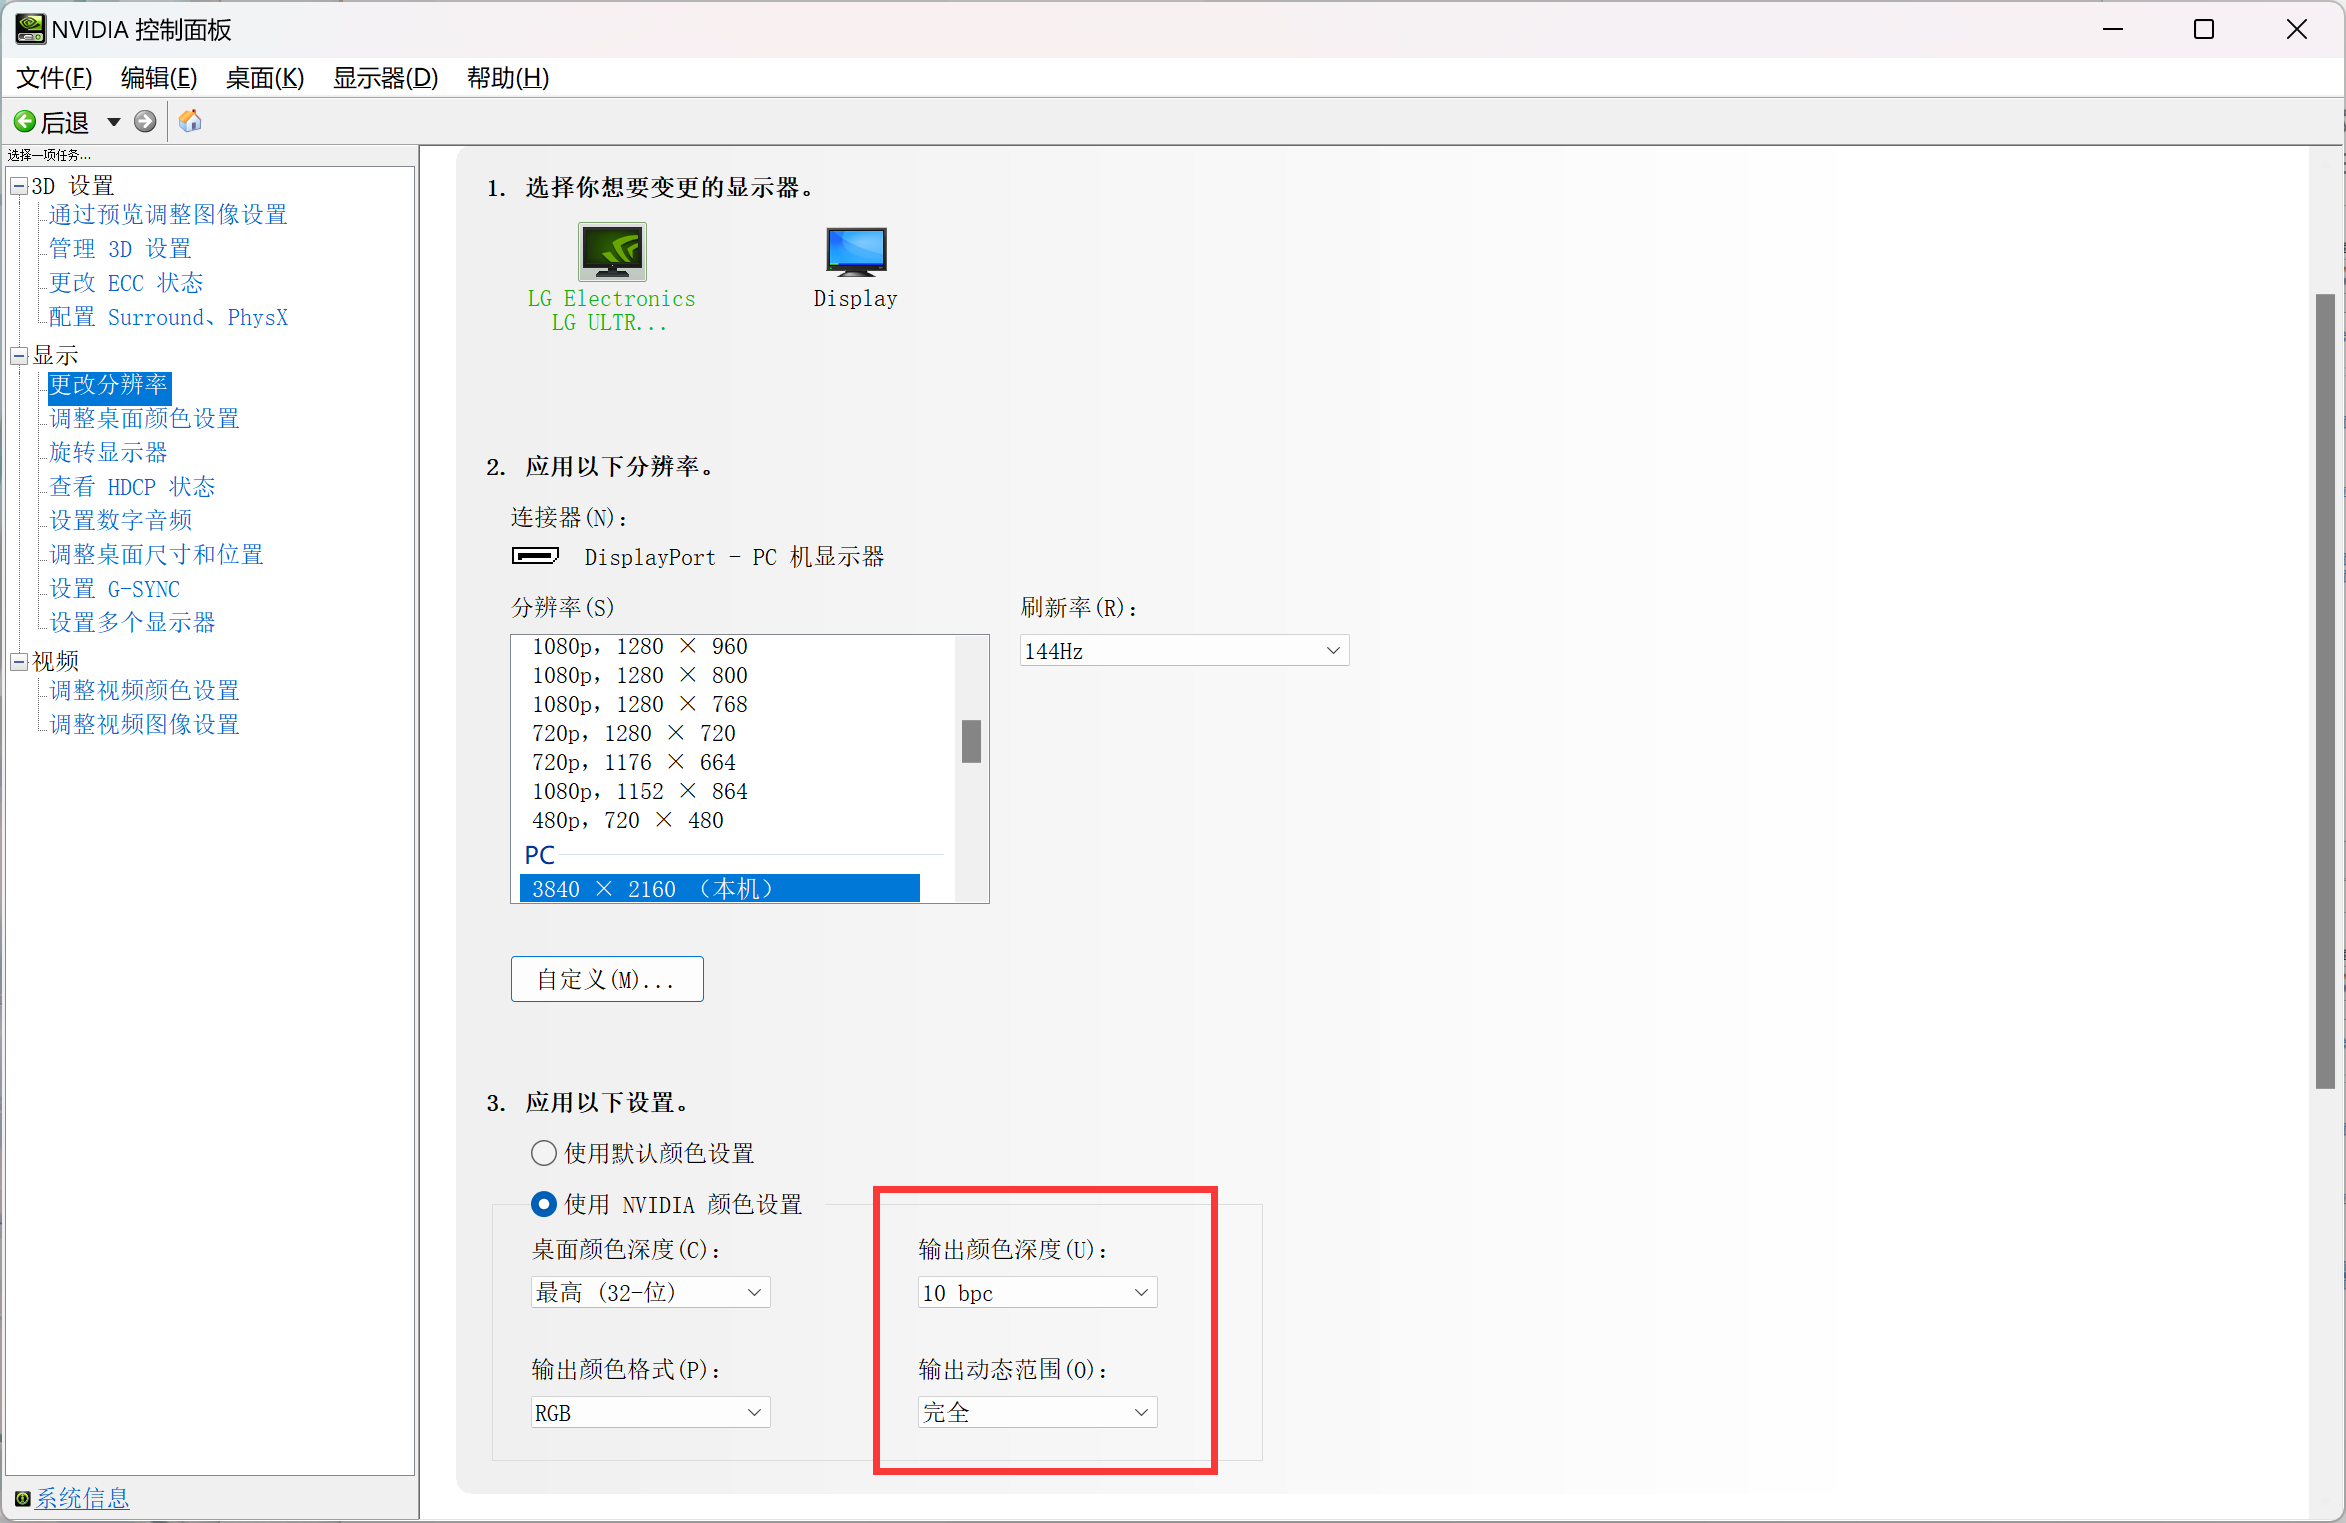 NVIDIA 控制面板
文件(F) 编辑(E) 桌面(K) 显示器(D) 帮助(H)
后退
选择一项任务...
3D 设置
通过预览调整图像设置
管理 3D 设置
更改 ECC 状态
配置 Surround、PhysX
显示
更改分辨率
调整桌面颜色设置
旋转显示器
查看 HDCP 状态
设置数字音频
调整桌面尺寸和位置
设置 G-SYNC
设置多个显示器
视频
调整视频颜色设置
调整视频图像设置
系统信息
1. 选择你想要变更的显示器。
LG Electronics
LG ULTR...
Display
2. 应用以下分辨率。
连接器(N)：
DisplayPort - PC 机显示器
分辨率(S)
1080p, 1280 × 960
1080p, 1280 × 800
1080p, 1280 × 768
720p, 1280 × 720
720p, 1176 × 664
1080p, 1152 × 864
480p, 720 × 480
PC
3840 × 2160 （本机）
刷新率(R)：
144Hz
自定义(M)...
3. 应用以下设置。
使用默认颜色设置
使用 NVIDIA 颜色设置
桌面颜色深度(C)：
最高 (32-位)
输出颜色深度(U)：
10 bpc
输出颜色格式(P)：
RGB
输出动态范围(O)：
完全